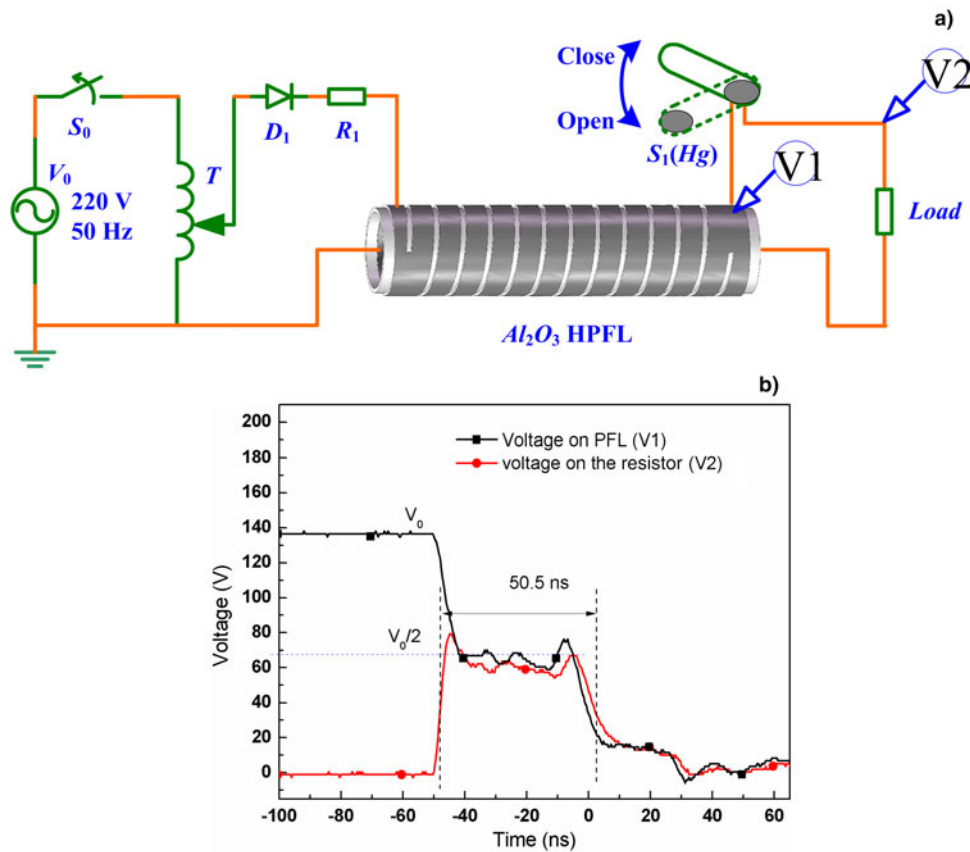 a)
Close
Open
S₁(Hg)
V2
V1
S₀
D₁
R₁
V₀
220 V
50 Hz
T
Load
Al₂O₃ HPFL
b)
Voltage on PFL (V1)
voltage on the resistor (V2)
V₀
50.5 ns
V₀/2
Voltage (V)
200
180
160
140
120
100
80
60
40
20
0
-100
-80
-60
-40
-20
0
20
40
60
Time (ns)